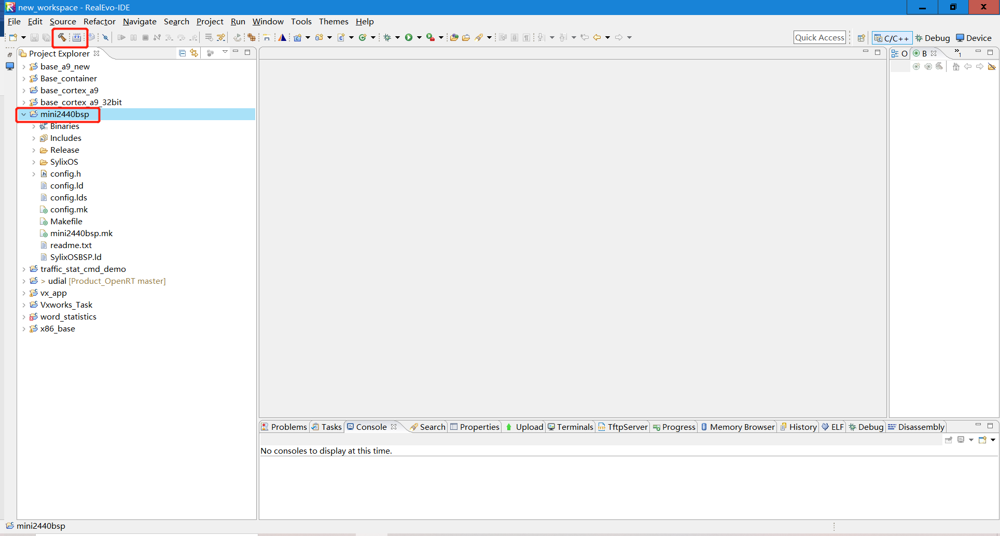 new_workspace - RealEvo-IDE
File Edit Source Refactor Navigate Search Project Run Window Tools Themes Help
Quick Access C/C++ Debug Device
Project Explorer
O B
1
base_a9_new
Base_container
base_cortex_a9
base_cortex_a9_32bit
mini2440bsp
Binaries
Includes
Release
SylixOS
config.h
config.ld
config.lds
config.mk
Makefile
mini2440bsp.mk
readme.txt
SylixOSBSP.ld
traffic_stat_cmd_demo
> udial [Product_OpenRT master]
vx_app
Vxworks_Task
word_statistics
x86_base
Problems Tasks Console Search Properties Upload Terminals TftpServer Progress Memory Browser History ELF Debug Disassembly
No consoles to display at this time.
mini2440bsp